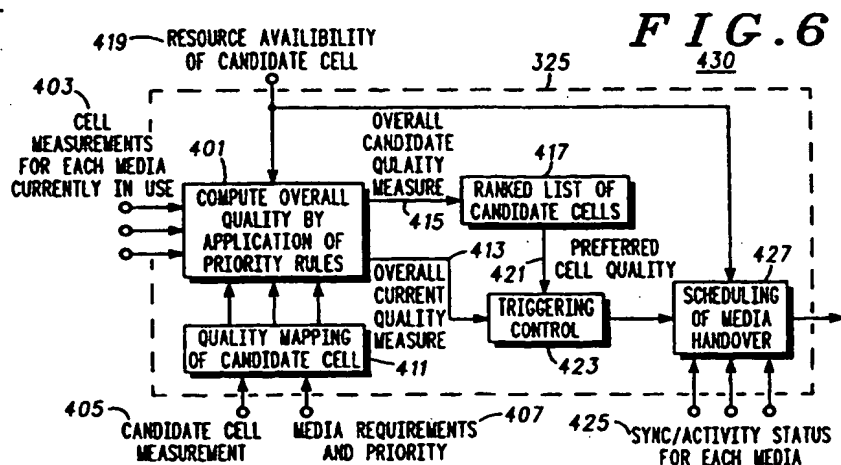 FIG.6
430
419
RESOURCE AVAILIBILITY
OF CANDIDATE CELL
325
403
CELL
MEASUREMENTS
FOR EACH MEDIA
CURRENTLY IN USE
401
COMPUTE OVERALL
QUALITY BY
APPLICATION OF
PRIORITY RULES
OVERALL
CANDIDATE
QULAITY
MEASURE
415
417
RANKED LIST OF
CANDIDATE CELLS
413
OVERALL
CURRENT
QUALITY
MEASURE
421
PREFERRED
CELL QUALITY
TRIGGERING
CONTROL
423
427
SCHEDULING
OF MEDIA
HANDOVER
QUALITY MAPPING
OF CANDIDATE CELL
411
405
CANDIDATE CELL
MEASUREMENT
MEDIA REQUIREMENTS
AND PRIORITY
407
425
SYNC/ACTIVITY STATUS
FOR EACH MEDIA